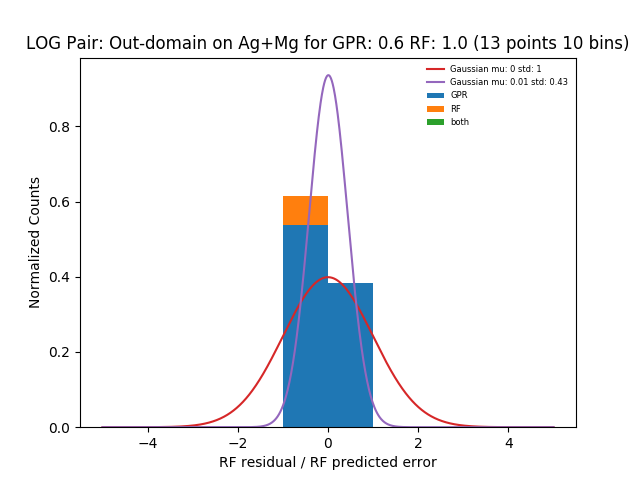 LOG Pair: Out-domain on Ag+Mg for GPR: 0.6 RF: 1.0 (13 points 10 bins)
Gaussian mu: 0 std: 1
Gaussian mu: 0.01 std: 0.43
GPR
RF
both
Normalized Counts
0.8
0.6
0.4
0.2
0.0
−4
−2
0
2
4
RF residual / RF predicted error